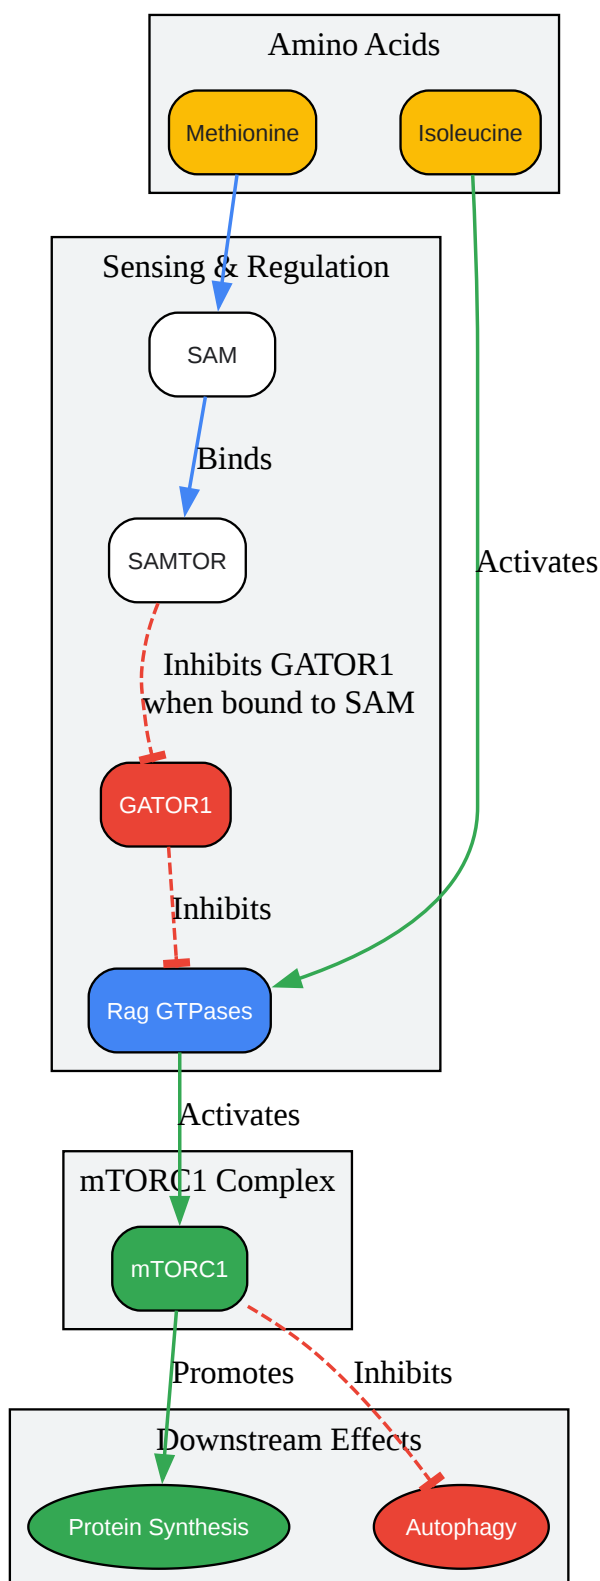 Amino Acids
Methionine
Isoleucine
Sensing & Regulation
SAM
Binds
SAMTOR
Activates
Inhibits GATOR1
when bound to SAM
GATOR1
Inhibits
Rag GTPases
Activates
mTORC1 Complex
mTORC1
Promotes
Inhibits
Downstream Effects
Protein Synthesis
Autophagy